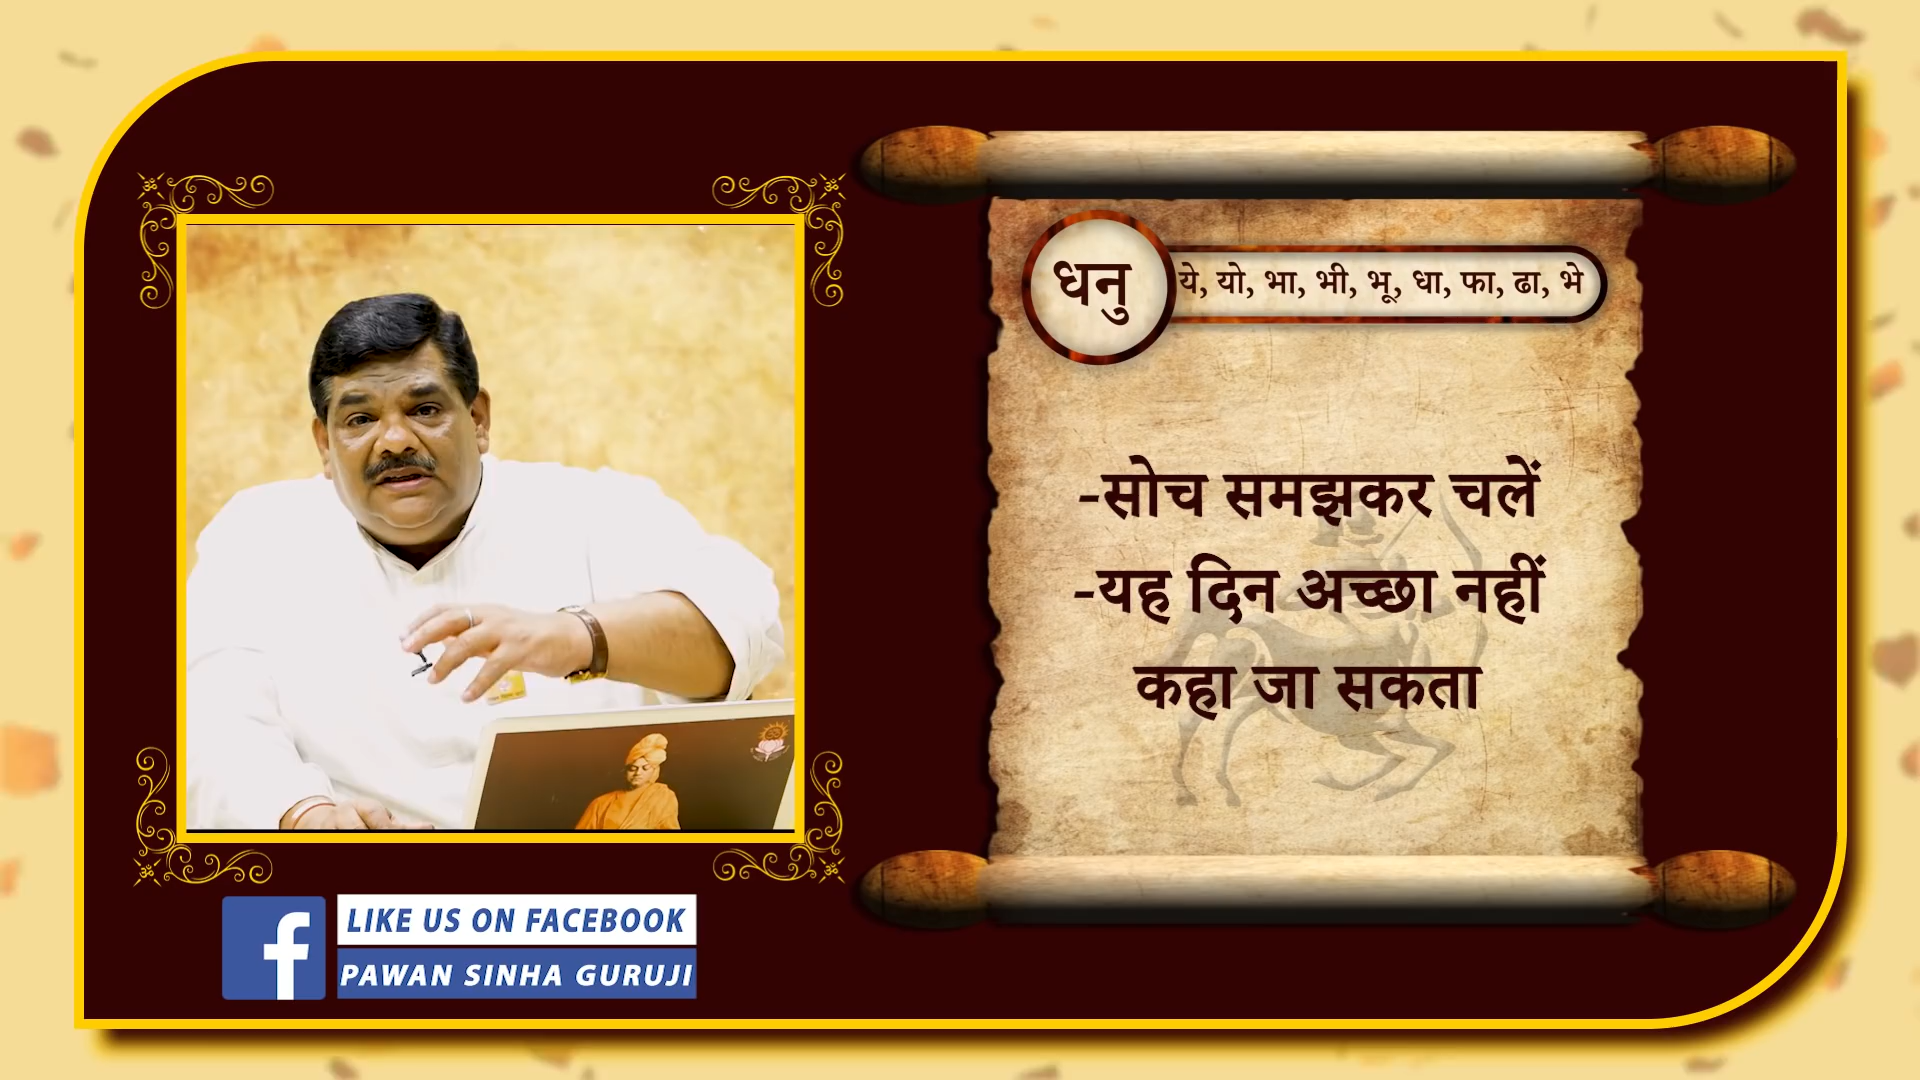 धनु
ये, यो, भा, भी, भू, धा, फा, ढा, भे
-सोच समझकर चलें
-यह दिन अच्छा नहीं
कहा जा सकता
LIKE US ON FACEBOOK
PAWAN SINHA GURUJI